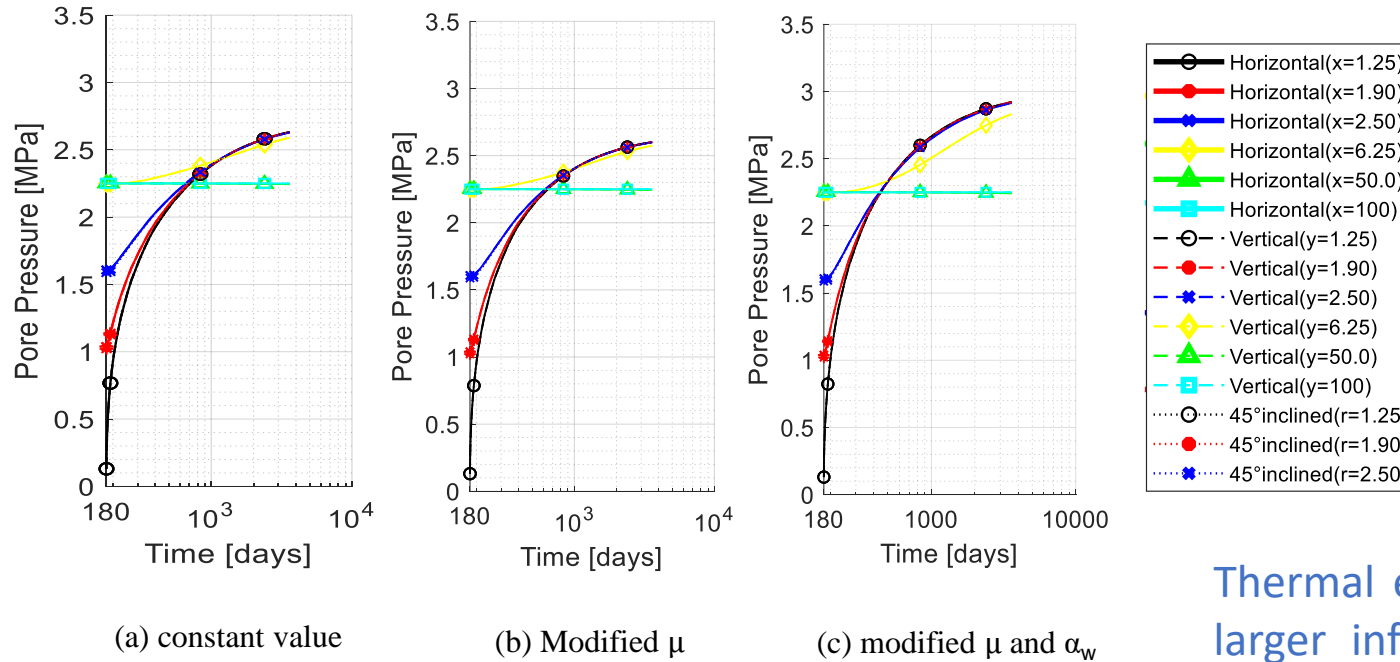 3.5
3
2.5
2
1.5
1
0.5
0
Pore Pressure [MPa]
180
10³
10⁴
Time [days]
(a) constant value
3.5
3
2.5
2
1.5
1
0.5
0
Pore Pressure [MPa]
180
10³
10⁴
Time [days]
(b) Modified μ
3.5
3
2.5
2
1.5
1
0.5
0
Pore Pressure [MPa]
180
1000
10000
Time [days]
(c) modified μ and αw
Horizontal(x=1.25)
Horizontal(x=1.90)
Horizontal(x=2.50)
Horizontal(x=6.25)
Horizontal(x=50.0)
Horizontal(x=100)
Vertical(y=1.25)
Vertical(y=1.90)
Vertical(y=2.50)
Vertical(y=6.25)
Vertical(y=50.0)
Vertical(y=100)
45°inclined(r=1.25
45°inclined(r=1.90
45°inclined(r=2.50
Thermal
larger